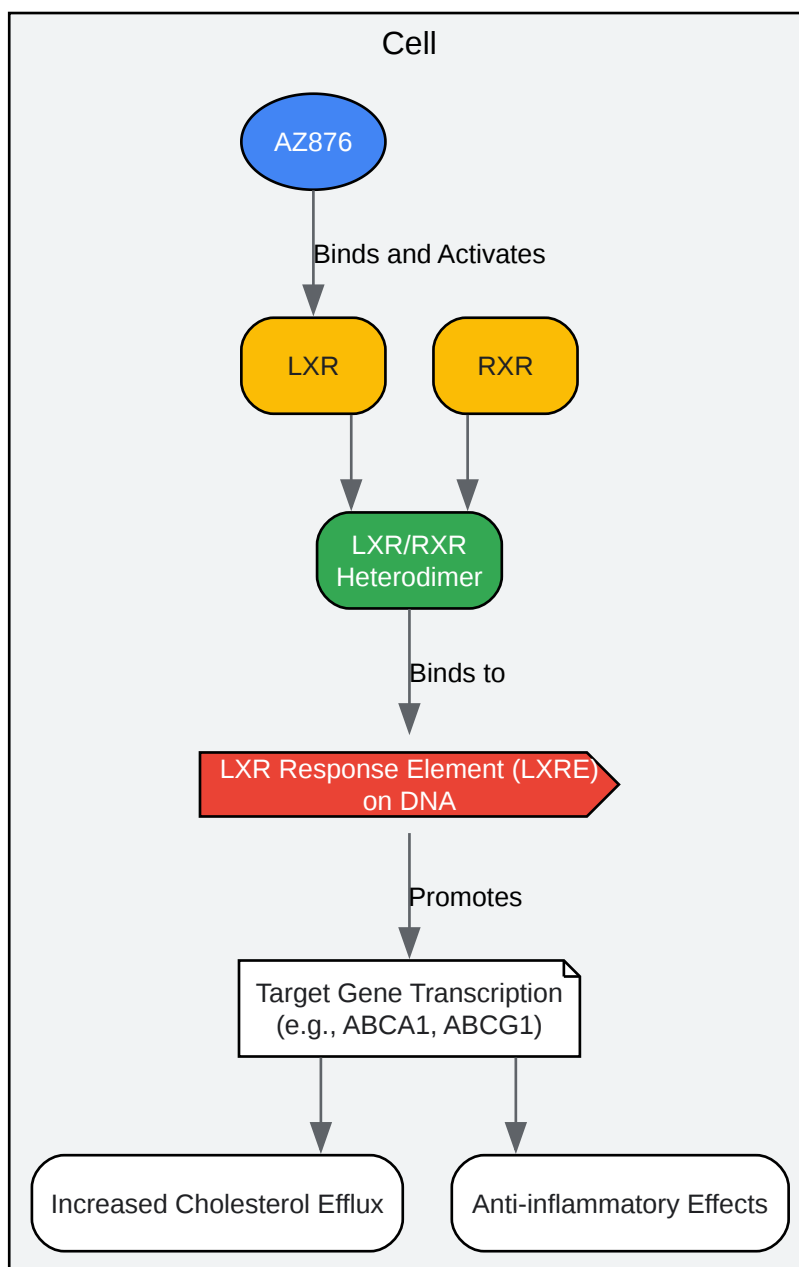 Cell
AZ876
Binds and Activates
LXR
RXR
LXR/RXR
Heterodimer
Binds to
LXR Response Element (LXRE)
on DNA
Promotes
Target Gene Transcription
(e.g., ABCA1, ABCG1)
Increased Cholesterol Efflux
Anti-inflammatory Effects